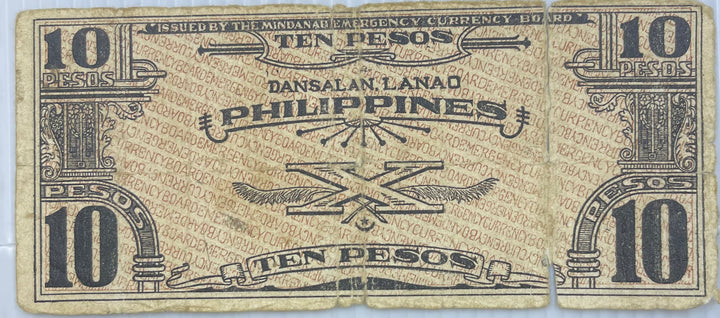 ISSUED BY THE MINDANAO EMERGENCY CURRENCY BOARD
10 TEN PESOS 10
PESOS PESOS
DANSALAN, LANAO
PHILIPPINES
X
PESOS PESOS
10 TEN PESOS 10